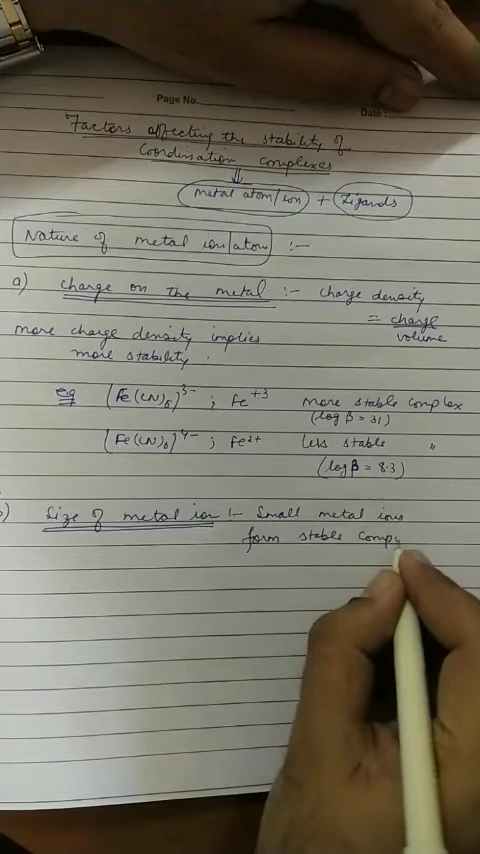 Page No.
Date :
Factors affecting the stability of
coordination complexes
metal atom/ion + Ligands
Nature of metal ion/atom :-
a) charge on the metal :- charge density
= charge
volume
more charge density implies
more stability.
eg [Fe(CN)6]3- ; Fe+3 more stable complex
(log β = 31)
[Fe(CN)6]4- ; Fe2+ Less stable "
(log β = 8.3)
b) Size of metal ion :- Small metal ions
form stable comp